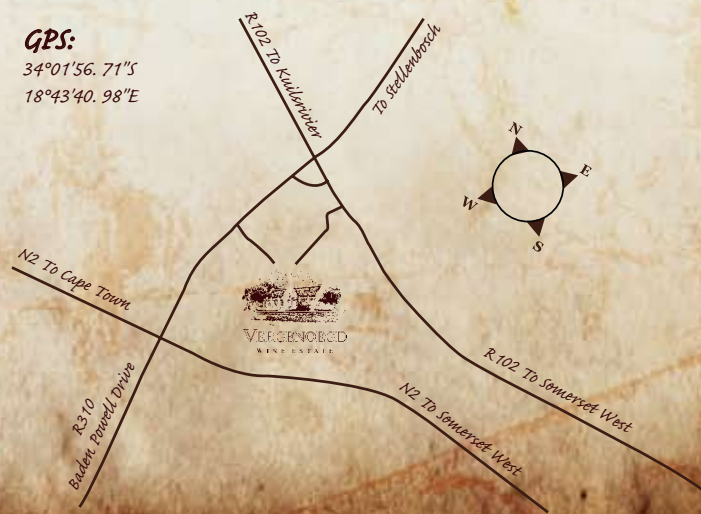 GPS:
34°01'56. 71"S
18°43'40. 98"E
R102 To Kuilsrivier
To Stellenbosch
N
E
W
S
N2 To Cape Town
VERGENOEGD
WINE ESTATE
R310
Baden Powell Drive
R102 To Somerset West
N2 To Somerset West